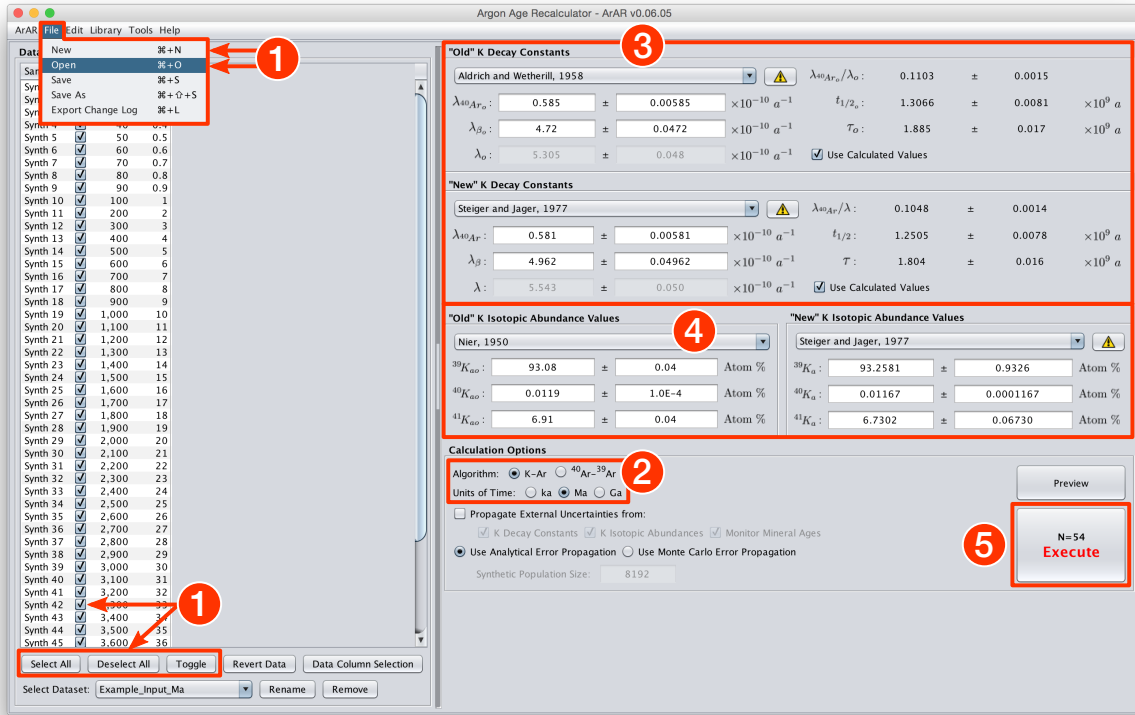 Argon Age Recalculator - ArAR v0.06.05
ArAR File Edit Library Tools Help
New ⌘+N
Open ⌘+O
Save ⌘+S
Save As ⌘+⇧+S
Export Change Log ⌘+L
1
Data
Sar
Syn
Syn
Syn
Synth 4 40 0.4
Synth 5 50 0.5
Synth 6 60 0.6
Synth 7 70 0.7
Synth 8 80 0.8
Synth 9 90 0.9
Synth 10 100 1
Synth 11 200 2
Synth 12 300 3
Synth 13 400 4
Synth 14 500 5
Synth 15 600 6
Synth 16 700 7
Synth 17 800 8
Synth 18 900 9
Synth 19 1,000 10
Synth 20 1,100 11
Synth 21 1,200 12
Synth 22 1,300 13
Synth 23 1,400 14
Synth 24 1,500 15
Synth 25 1,600 16
Synth 26 1,700 17
Synth 27 1,800 18
Synth 28 1,900 19
Synth 29 2,000 20
Synth 30 2,100 21
Synth 31 2,200 22
Synth 32 2,300 23
Synth 33 2,400 24
Synth 34 2,500 25
Synth 35 2,600 26
Synth 36 2,700 27
Synth 37 2,800 28
Synth 38 2,900 29
Synth 39 3,000 30
Synth 40 3,100 31
Synth 41 3,200 32
Synth 42 3,300 33
Synth 43 3,400 34
Synth 44 3,500 35
Synth 45 3,600 36
1
Select All Deselect All Toggle Revert Data Data Column Selection
Select Dataset: Example_Input_Ma Rename Remove
3
"Old" K Decay Constants
Aldrich and Wetherill, 1958 λ₄₀Arₒ/λₒ : 0.1103 ± 0.0015
λ₄₀Arₒ : 0.585 ± 0.00585 ×10⁻¹⁰ a⁻¹ t₁/₂ₒ : 1.3066 ± 0.0081 ×10⁹ a
λβₒ : 4.72 ± 0.0472 ×10⁻¹⁰ a⁻¹ τₒ : 1.885 ± 0.017 ×10⁹ a
λₒ : 5.305 ± 0.048 ×10⁻¹⁰ a⁻¹ Use Calculated Values
"New" K Decay Constants
Steiger and Jager, 1977 λ₄₀Ar/λ : 0.1048 ± 0.0014
λ₄₀Ar : 0.581 ± 0.00581 ×10⁻¹⁰ a⁻¹ t₁/₂ : 1.2505 ± 0.0078 ×10⁹ a
λβ : 4.962 ± 0.04962 ×10⁻¹⁰ a⁻¹ τ : 1.804 ± 0.016 ×10⁹ a
λ : 5.543 ± 0.050 ×10⁻¹⁰ a⁻¹ Use Calculated Values
4
"Old" K Isotopic Abundance Values
Nier, 1950
³⁹Kₐₒ : 93.08 ± 0.04 Atom %
⁴⁰Kₐₒ : 0.0119 ± 1.0E-4 Atom %
⁴¹Kₐₒ : 6.91 ± 0.04 Atom %
"New" K Isotopic Abundance Values
Steiger and Jager, 1977
³⁹Kₐ : 93.2581 ± 0.9326 Atom %
⁴⁰Kₐ : 0.01167 ± 0.0001167 Atom %
⁴¹Kₐ : 6.7302 ± 0.06730 Atom %
Calculation Options
Algorithm: K-Ar ⁴⁰Ar-³⁹Ar
Units of Time: ka Ma Ga
2
Propagate External Uncertainties from:
K Decay Constants K Isotopic Abundances Monitor Mineral Ages
Use Analytical Error Propagation Use Monte Carlo Error Propagation
Synthetic Population Size: 8192
Preview
5
N=54
Execute